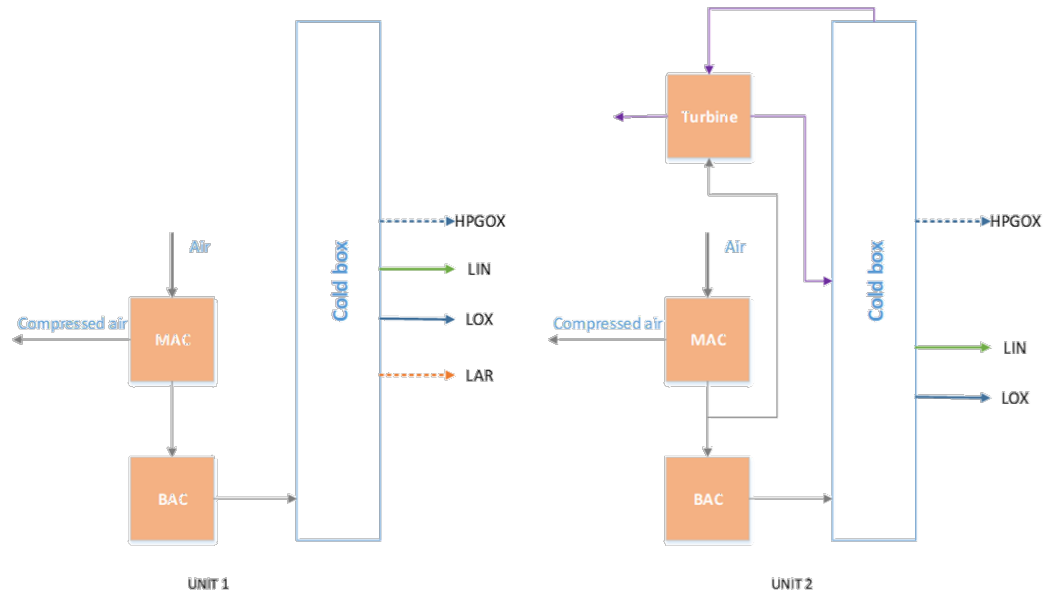 Air
Compressed air
MAC
BAC
Cold box
HPGOX
LIN
LOX
LAR
UNIT 1
Turbine
Air
Compressed air
MAC
BAC
Cold box
HPGOX
LIN
LOX
UNIT 2